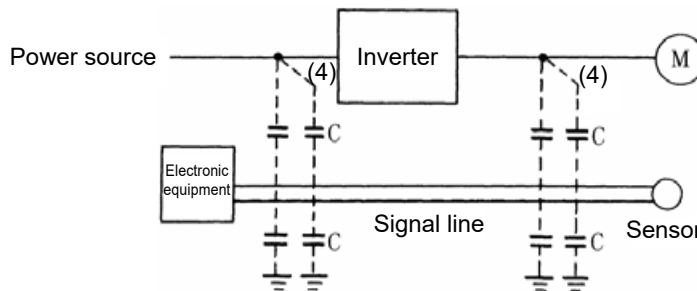 Power source
(4)
Inverter
(4)
M
C
C
Electronic
equipment
Signal line
Sensor
C
C